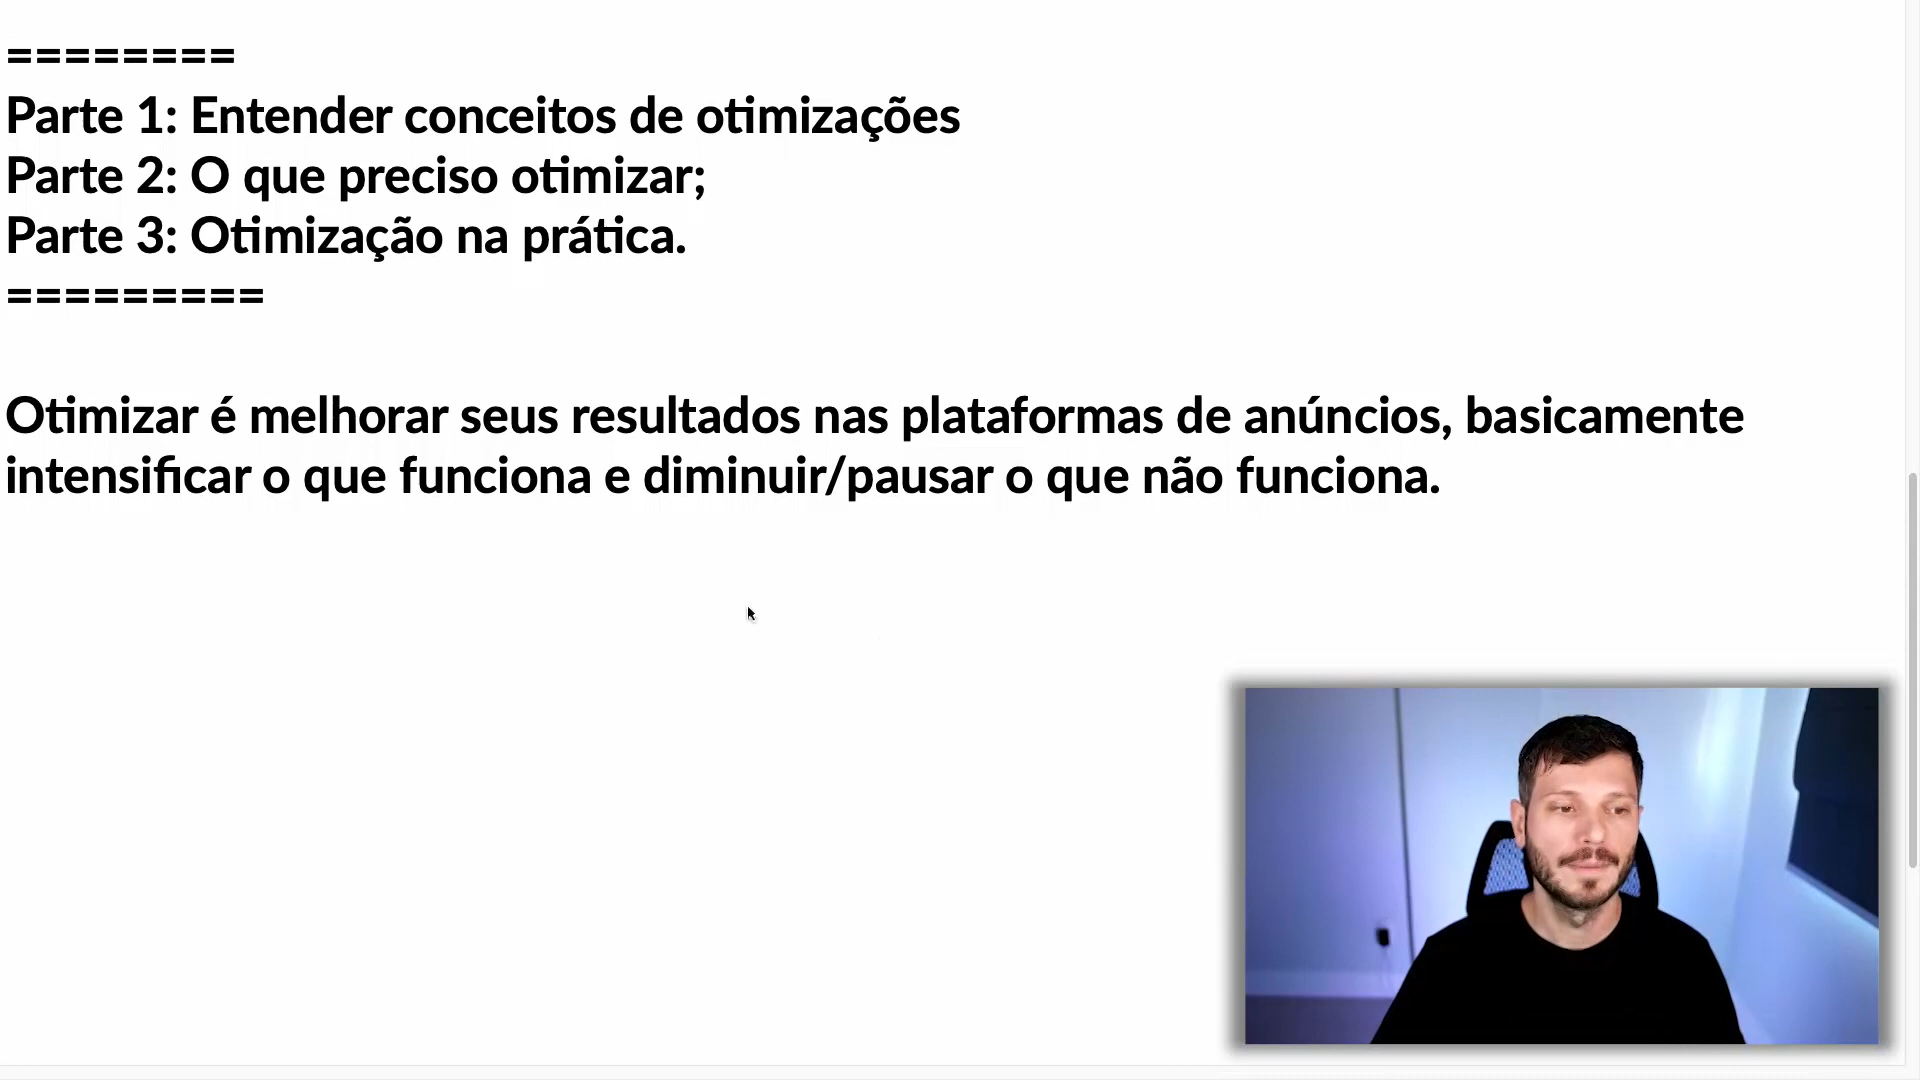 ========
Parte 1: Entender conceitos de otimizações
Parte 2: O que preciso otimizar;
Parte 3: Otimização na prática.
=========
Otimizar é melhorar seus resultados nas plataformas de anúncios, basicamente
intensificar o que funciona e diminuir/pausar o que não funciona.